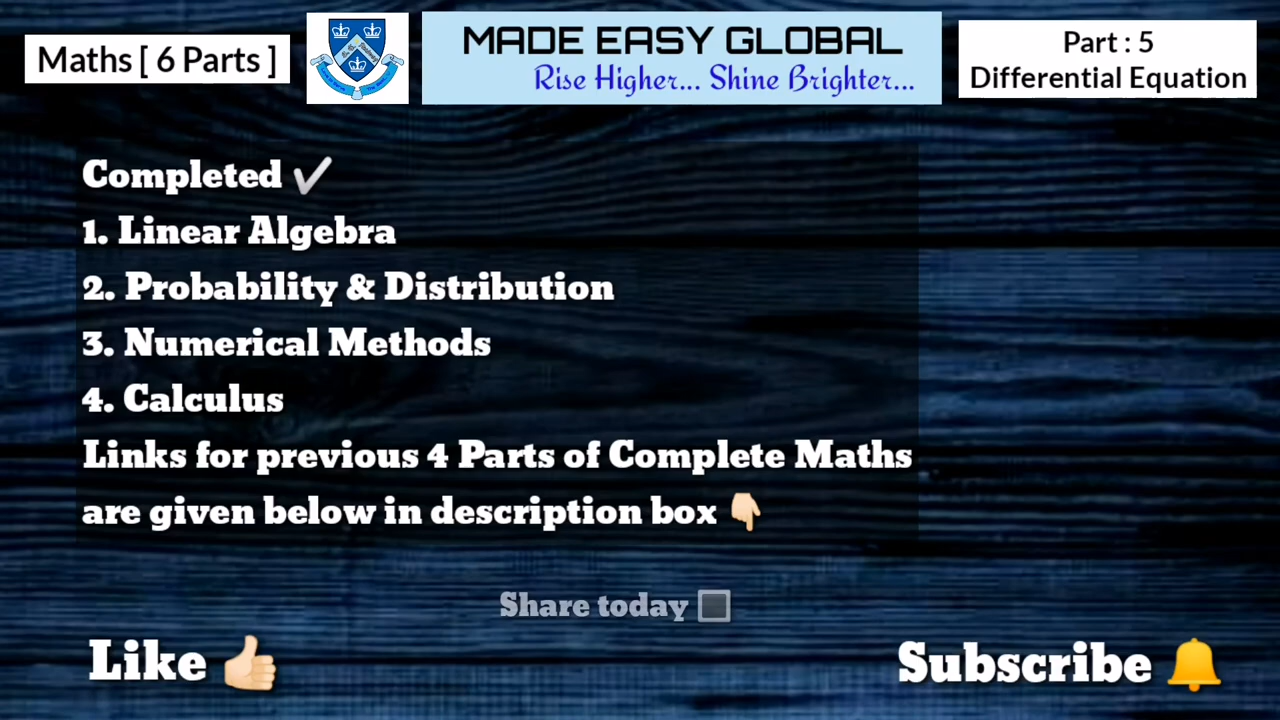 Maths [ 6 Parts ]
MADE EASY GLOBAL
Rise Higher... Shine Brighter...
Part : 5
Differential Equation
Completed ✔
1. Linear Algebra
2. Probability & Distribution
3. Numerical Methods
4. Calculus
Links for previous 4 Parts of Complete Maths
are given below in description box 👇🏻
Share today
Like 👍🏻
Subscribe 🔔